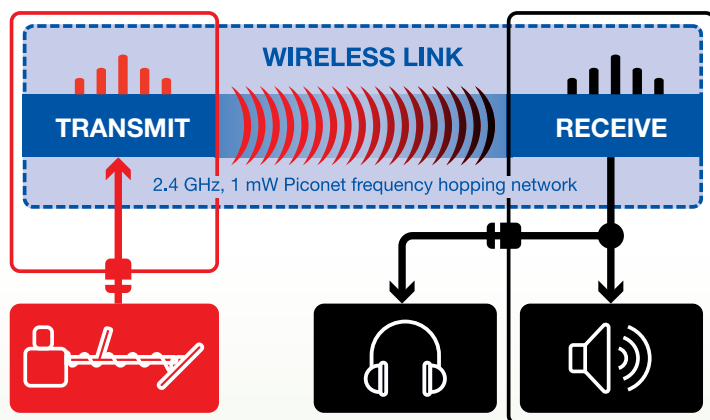 WIRELESS LINK
TRANSMIT
RECEIVE
2.4 GHz, 1 mW Piconet frequency hopping network